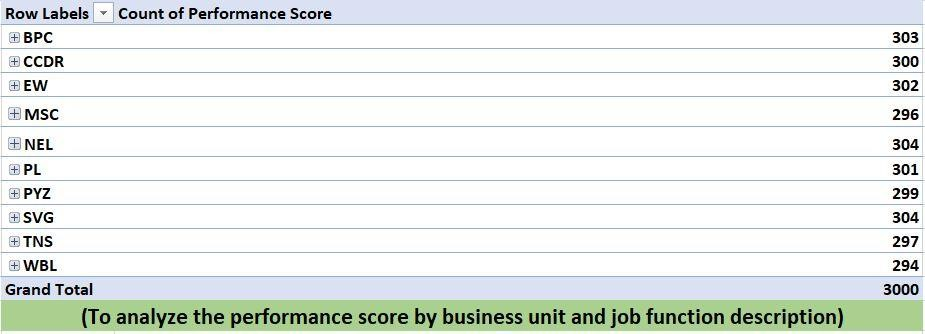 Row Labels Count of Performance Score
BPC 303
CCDR 300
EW 302
MSC 296
NEL 304
PL 301
PYZ 299
SVG 304
TNS 297
WBL 294
Grand Total 3000
(To analyze the performance score by business unit and job function description)